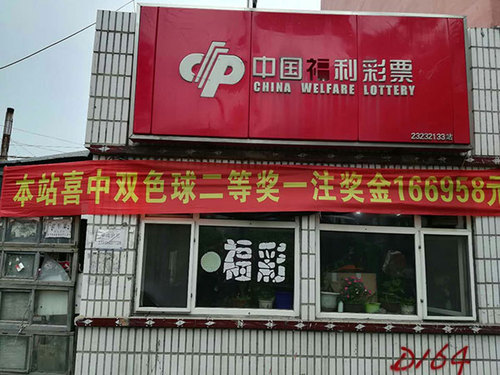 中国福利彩票
CHINA WELFARE LOTTERY
23232133站
本站喜中双色球二等奖一注奖金166958元
福彩
D164